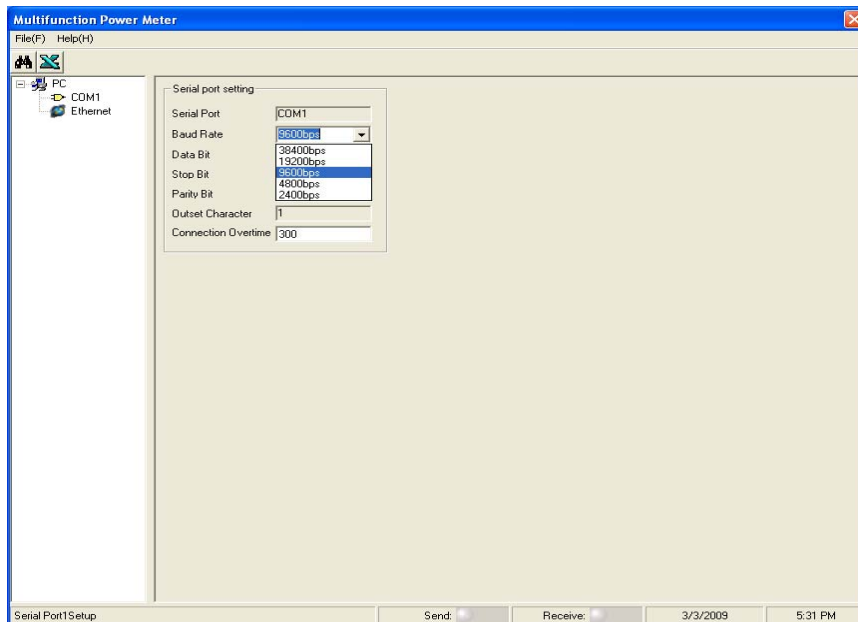 Multifunction Power Meter
File(F) Help(H)
PC
COM1
Ethernet
Serial port setting
Serial Port COM1
Baud Rate 9600bps
38400bps
19200bps
9600bps
4800bps
2400bps
Data Bit
Stop Bit
Parity Bit
Outset Character 1
Connection Overtime 300
Serial Port1Setup Send: Receive: 3/3/2009 5:31 PM